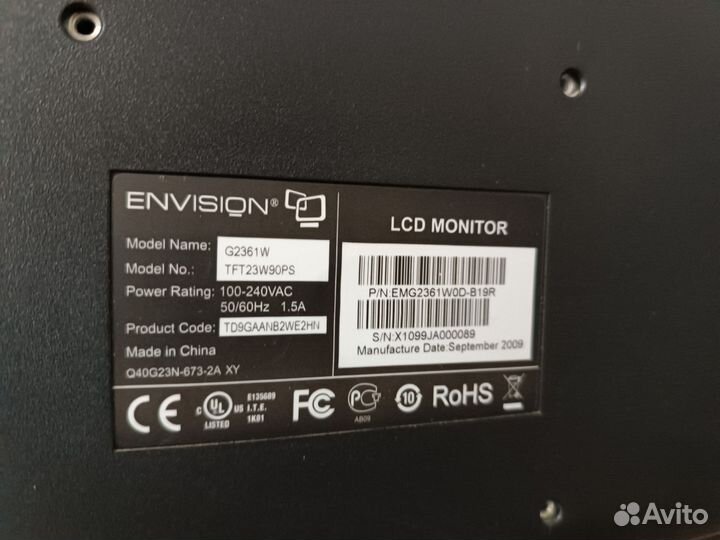 ENVISION®
Model Name: G2361W
Model No.: TFT23W90PS
Power Rating: 100-240VAC
50/60Hz 1.5A
Product Code: TD9GAANB2WE2HN
Made in China
Q40G23N-673-2A XY
CE
C UL US
LISTED
E135689
I.T.E.
1K81
FC
PC
AB09
10
RoHS
LCD MONITOR
P/N:EMG2361W0D-B19R
S/N:X1099JA000089
Manufacture Date:September 2009
Avito